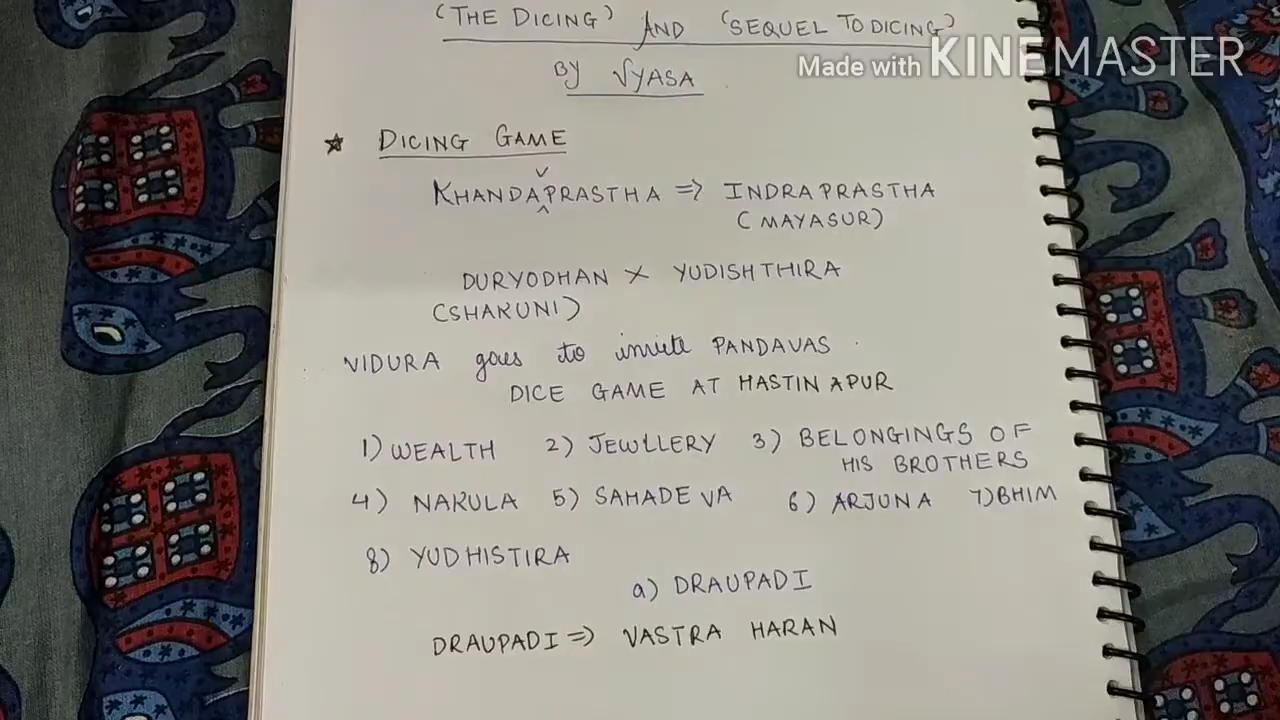 (THE DICING) AND (SEQUEL TO DICING)
Made with KINEMASTER
BY VYASA
☆ DICING GAME
KHANDAPRASTHA => INDRAPRASTHA
(MAYASUR)
DURYODHAN X YUDISHTHIRA
(SHAKUNI)
VIDURA goes to invite PANDAVAS.
DICE GAME AT HASTINAPUR
1) WEALTH 2) JEWLLERY 3) BELONGINGS OF
HIS BROTHERS
4) NAKULA 5) SAHADEVA 6) ARJUNA 7) BHIM
8) YUDHISTIRA
a) DRAUPADI
DRAUPADI => VASTRA HARAN